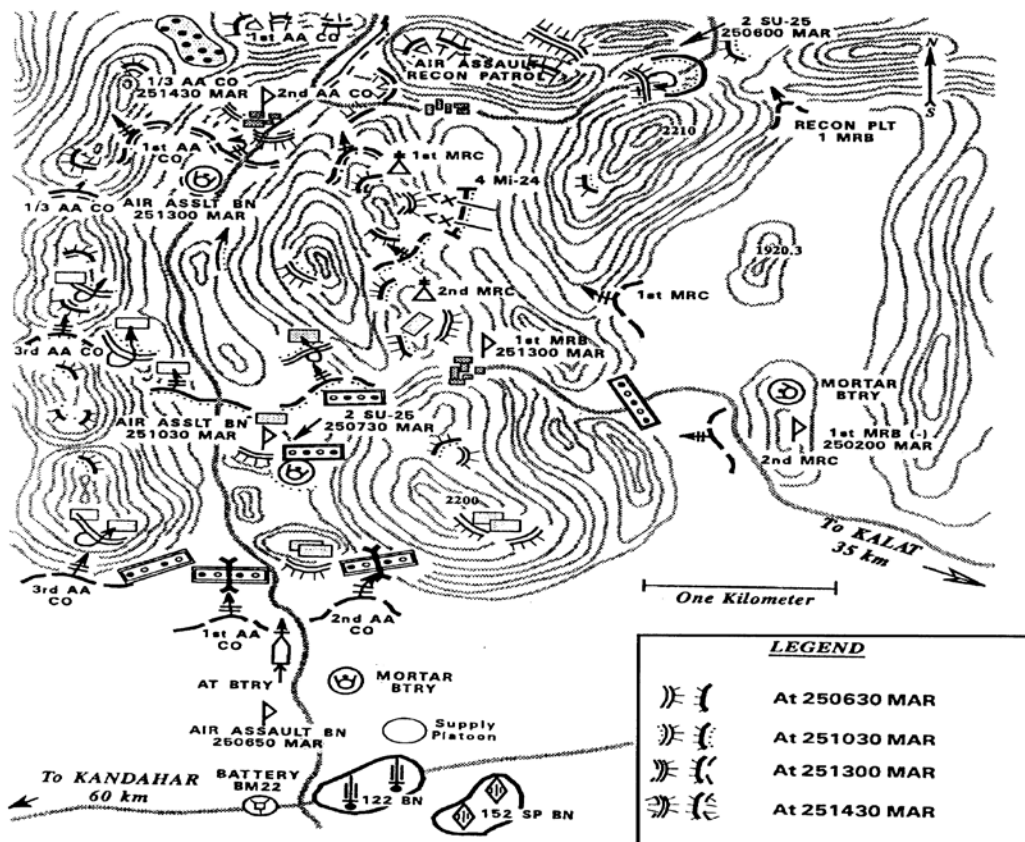 2 SU-25
250600 MAR
1st AA CO
AIR ASSAULT
RECON PATROL
N
S
1/3 AA CO
251430 MAR
2nd AA CO
RECON PLT
1 MRB
2210
1st AA
CO
1st MRC
4 Mi-24
1/3 AA CO
AIR ASSLT BN
251300 MAR
1920.3
2nd MRC
1st MRC
3rd AA CO
1st MRB
251300 MAR
MORTAR
BTRY
AIR ASSLT BN
251030 MAR
2 SU-25
250730 MAR
1st MRB (-)
250200 MAR
2nd MRC
2200
To KALAT
35 km
3rd AA
CO
1st AA
CO
2nd AA
CO
One Kilometer
AT BTRY
MORTAR
BTRY
AIR ASSAULT BN
250650 MAR
Supply
Platoon
To KANDAHAR
60 km
BATTERY
BM22
122 BN
152 SP BN
LEGEND
At 250630 MAR
At 251030 MAR
At 251300 MAR
At 251430 MAR